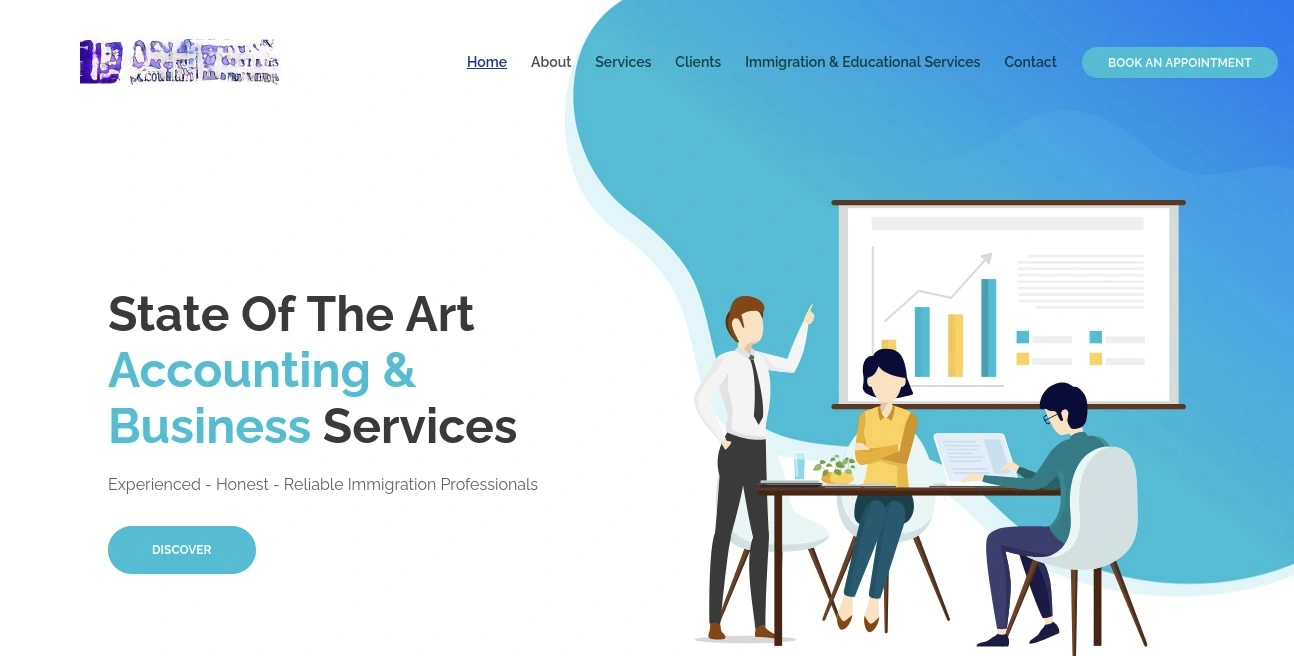 Home
About
Services
Clients
Immigration & Educational Services
Contact
BOOK AN APPOINTMENT
State Of The Art
Accounting &
Business Services
Experienced - Honest - Reliable Immigration Professionals
DISCOVER